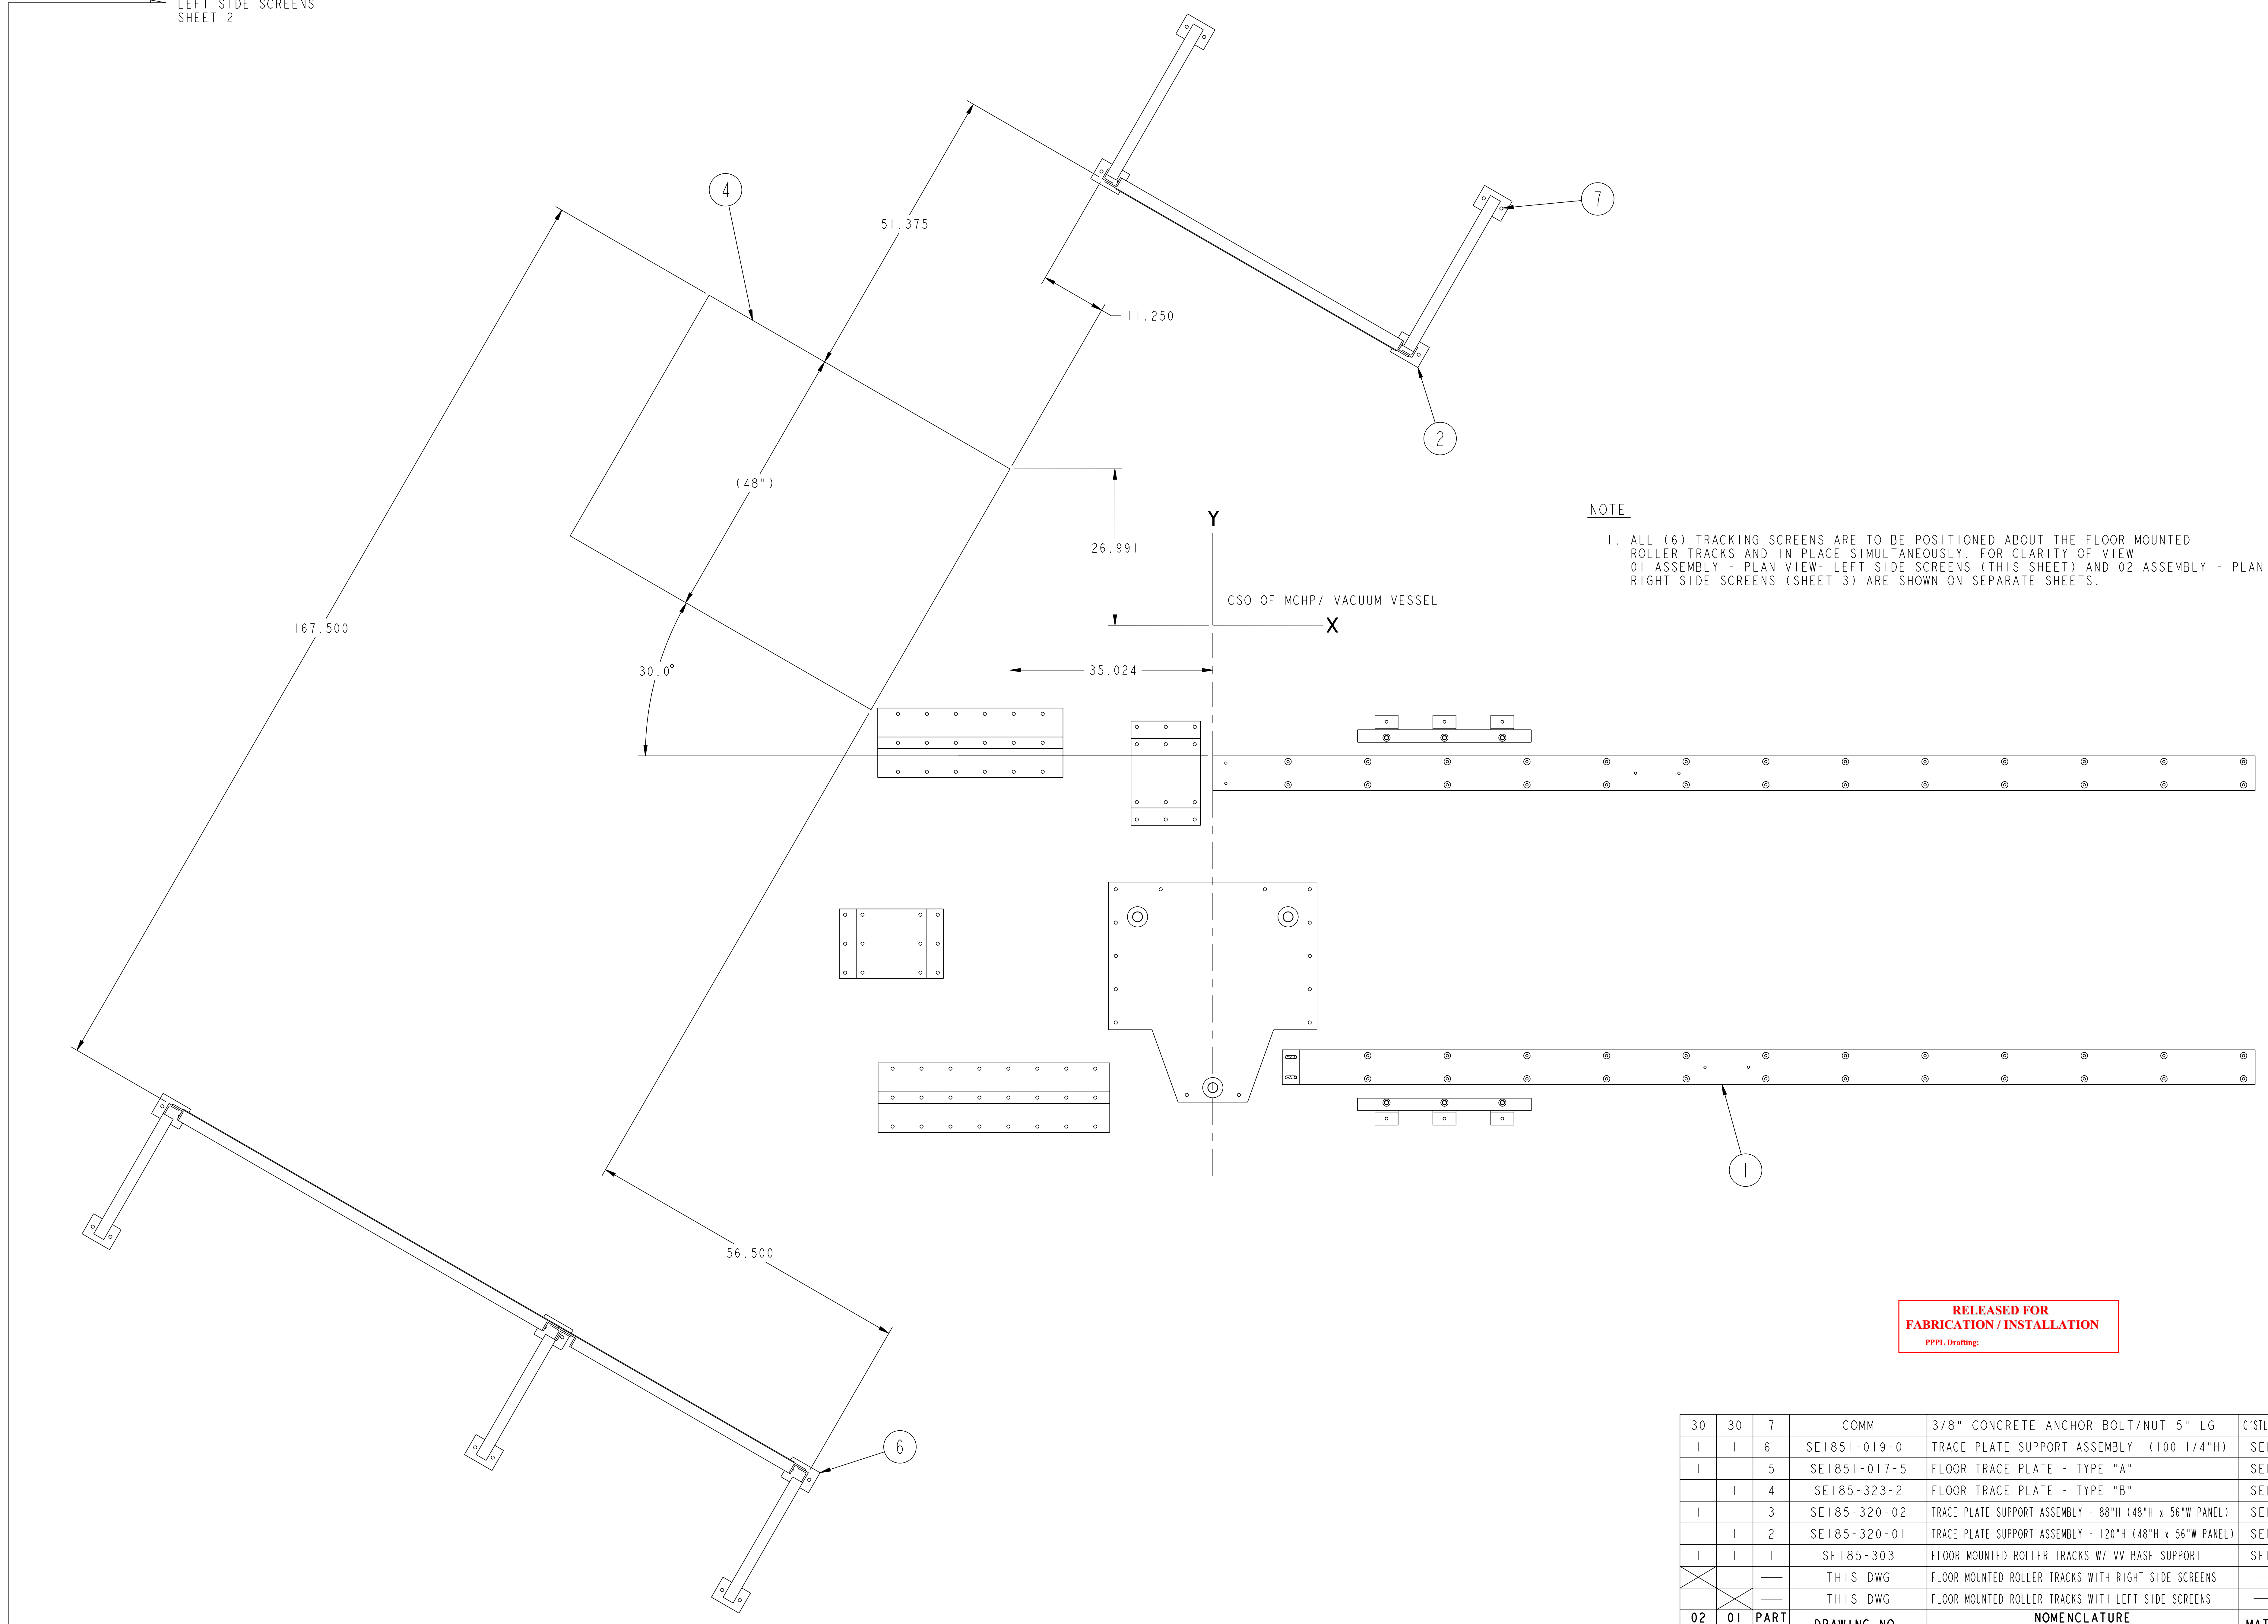 LEFT SIDE SCREENS
SHEET 2
4
51.375
7
11.250
2
(48")
NOTE
26.991
Y
1. ALL (6) TRACKING SCREENS ARE TO BE POSITIONED ABOUT THE FLOOR MOUNTED
ROLLER TRACKS AND IN PLACE SIMULTANEOUSLY. FOR CLARITY OF VIEW
01 ASSEMBLY - PLAN VIEW- LEFT SIDE SCREENS (THIS SHEET) AND 02 ASSEMBLY - PLAN
RIGHT SIDE SCREENS (SHEET 3) ARE SHOWN ON SEPARATE SHEETS.
CSO OF MCHP/ VACUUM VESSEL
X
167.500
30.0°
35.024
1
56.500
6
RELEASED FOR
FABRICATION / INSTALLATION
PPPL Drafting:
30 30 7 COMM 3/8" CONCRETE ANCHOR BOLT/NUT 5" LG C'STL
1 1 6 SE1851-019-01 TRACE PLATE SUPPORT ASSEMBLY (100 1/4"H)
1 5 SE1851-017-5 FLOOR TRACE PLATE - TYPE "A"
1 4 SE185-323-2 FLOOR TRACE PLATE - TYPE "B"
1 3 SE185-320-02 TRACE PLATE SUPPORT ASSEMBLY - 88"H (48"H x 56"W PANEL)
1 2 SE185-320-01 TRACE PLATE SUPPORT ASSEMBLY - 120"H (48"H x 56"W PANEL)
1 1 1 SE185-303 FLOOR MOUNTED ROLLER TRACKS W/ VV BASE SUPPORT
— THIS DWG FLOOR MOUNTED ROLLER TRACKS WITH RIGHT SIDE SCREENS —
— THIS DWG FLOOR MOUNTED ROLLER TRACKS WITH LEFT SIDE SCREENS —
02 01 PART DRAWING NO NOMENCLATURE